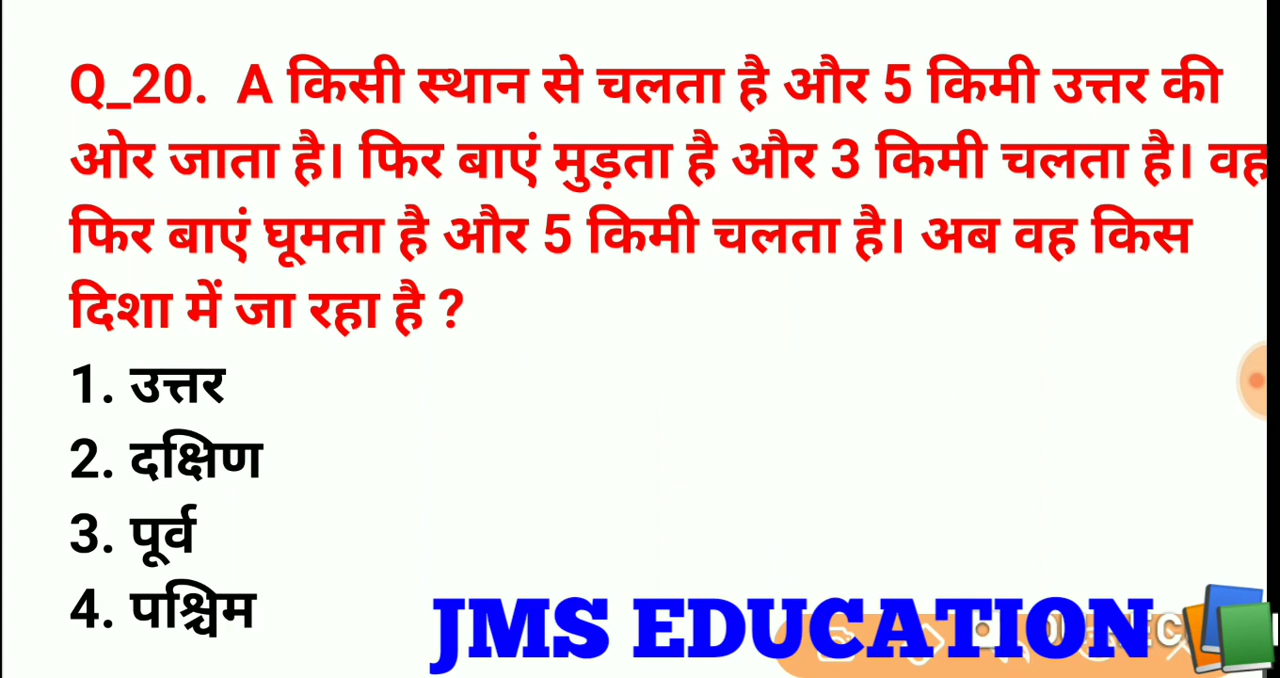 Q_20. A किसी स्थान से चलता है और 5 किमी उत्तर की
ओर जाता है। फिर बाएं मुड़ता है और 3 किमी चलता है। वह
फिर बाएं घूमता है और 5 किमी चलता है। अब वह किस
दिशा में जा रहा है ?
1. उत्तर
2. दक्षिण
3. पूर्व
4. पश्चिम
JMS EDUCATION